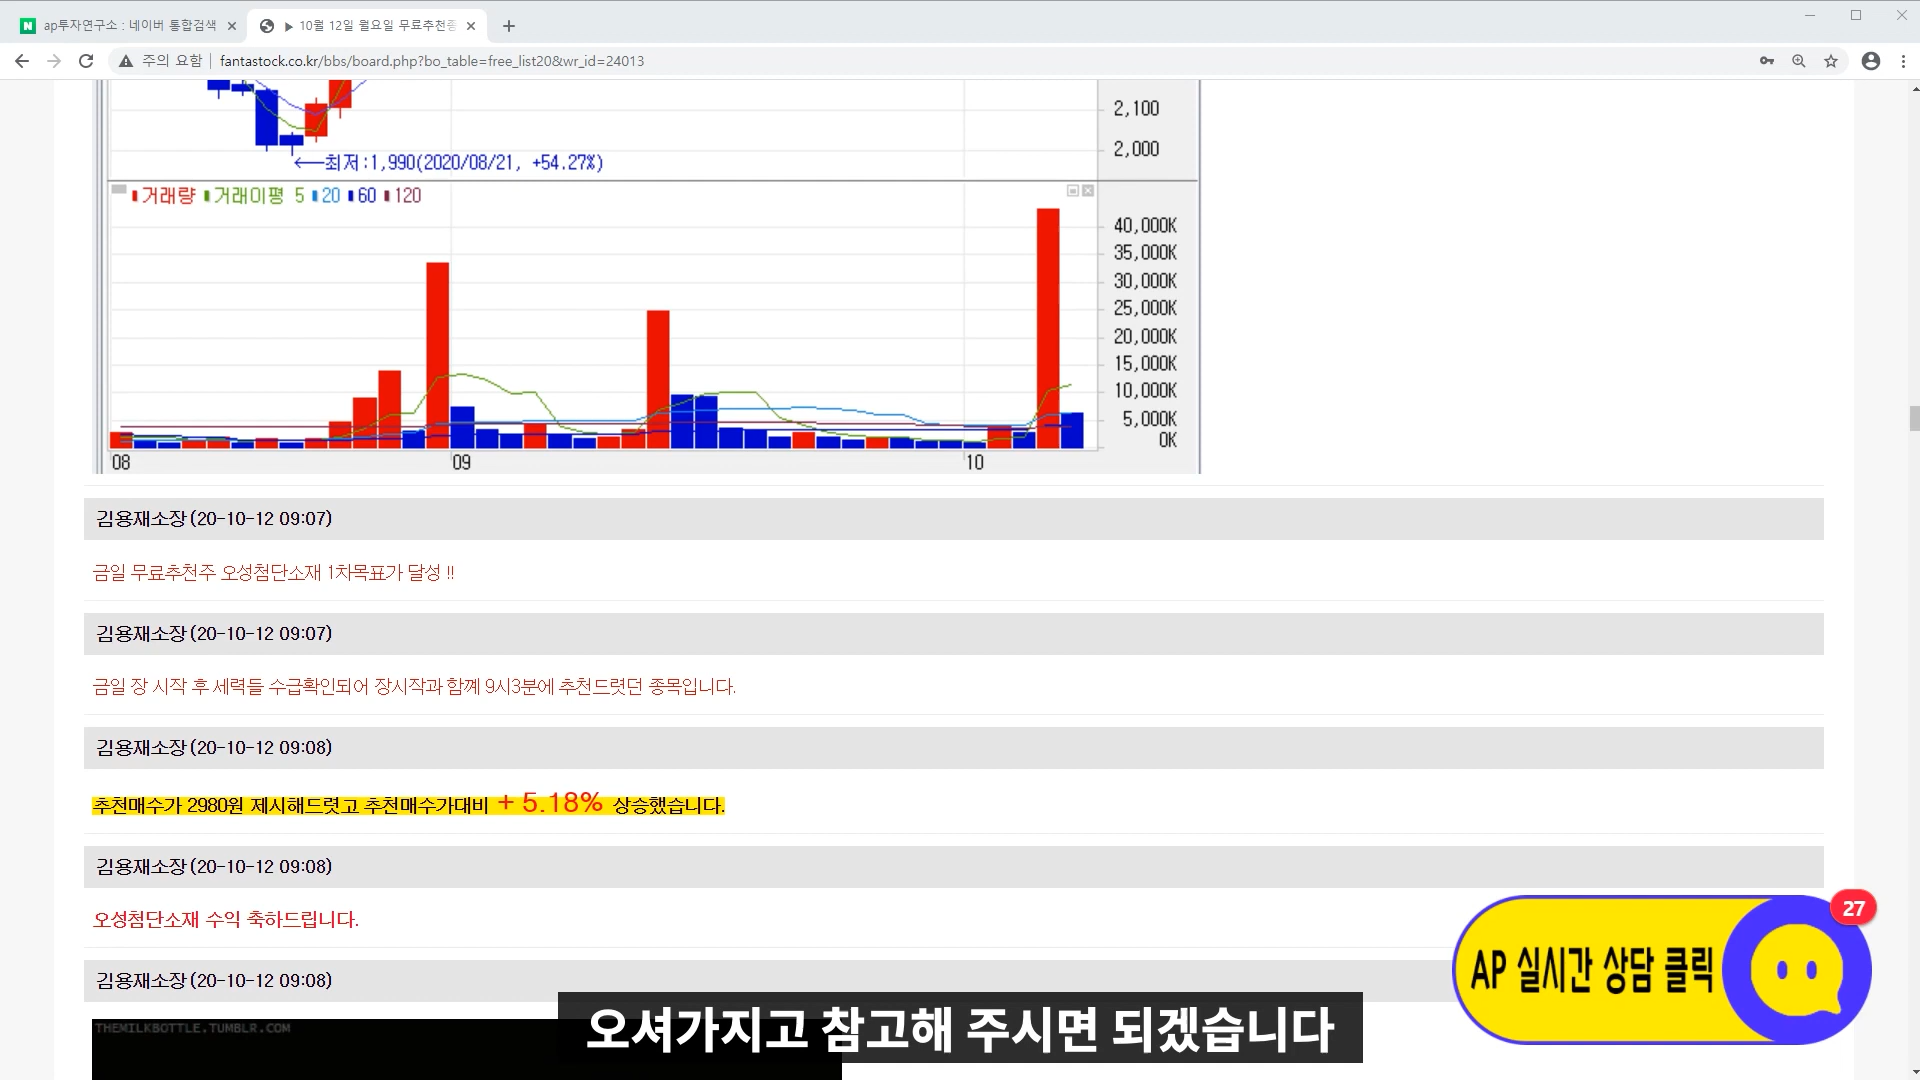 ap투자연구소 : 네이버 통합검색
▶ 10월 12일 월요일 무료추천종
주의 요함 | fantastock.co.kr/bbs/board.php?bo_table=free_list20&wr_id=24013
2,100
2,000
←최저:1,990(2020/08/21, +54.27%)
거래량 거래이평 5 20 60 120
40,000K
35,000K
30,000K
25,000K
20,000K
15,000K
10,000K
5,000K
0K
08 09 10
김용재소장 (20-10-12 09:07)
금일 무료추천주 오성첨단소재 1차목표가 달성 !!
김용재소장 (20-10-12 09:07)
금일 장 시작 후 세력들 수급확인되어 장시작과 함꼐 9시3분에 추천드렷던 종목입니다.
김용재소장 (20-10-12 09:08)
추천매수가 2980원 제시해드렷고 추천매수가대비 + 5.18% 상승했습니다.
김용재소장 (20-10-12 09:08)
오성첨단소재 수익 축하드립니다.
27
AP 실시간 상담 클릭
김용재소장 (20-10-12 09:08)
THEMILKBOTTLE.TUMBLR.COM
오셔가지고 참고해 주시면 되겠습니다